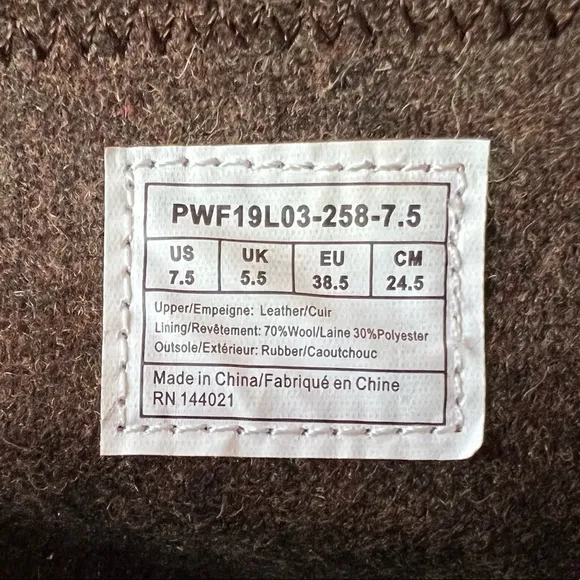 PWF19L03-258-7.5
US UK EU CM
7.5 5.5 38.5 24.5
Upper/Empeigne: Leather/Cuir
Lining/Revêtement: 70%Wool/Laine 30%Polyester
Outsole/Extérieur: Rubber/Caoutchouc
Made in China/Fabriqué en Chine
RN 144021